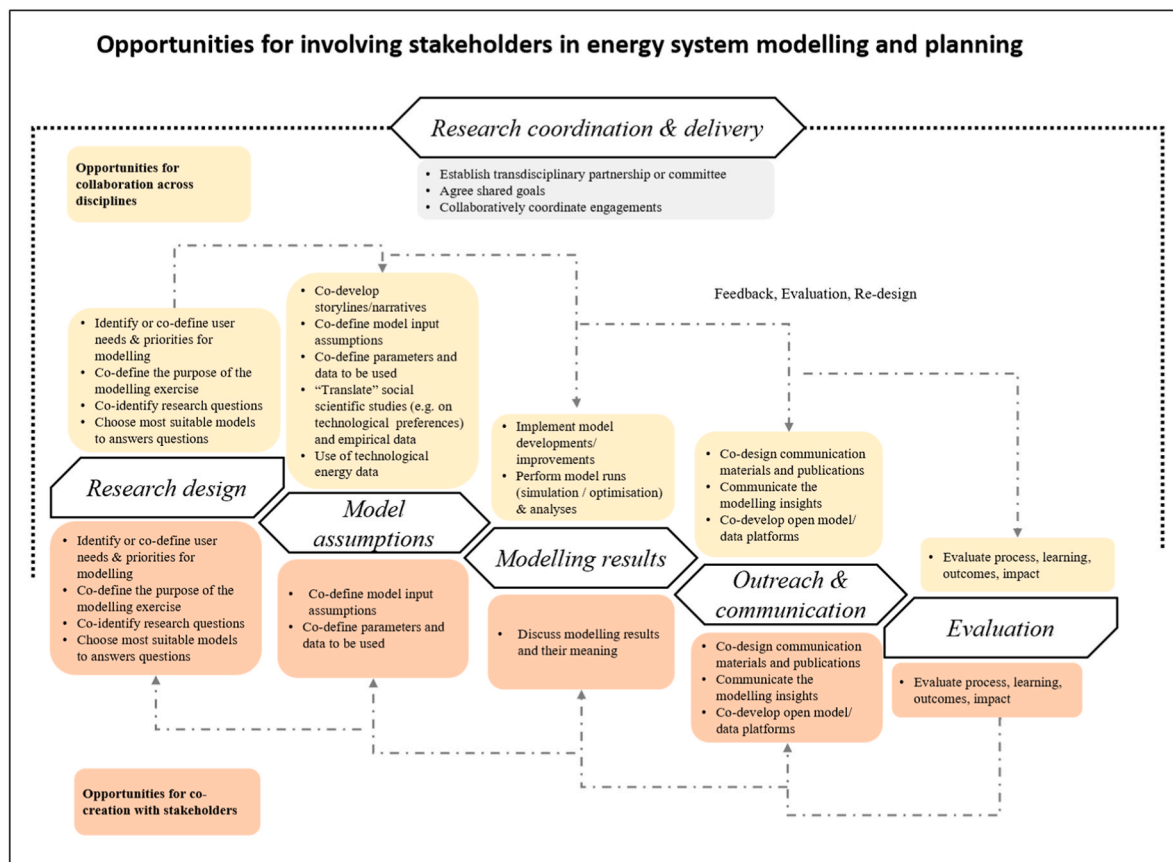 Opportunities for involving stakeholders in energy system modelling and planning
Research coordination & delivery
Opportunities for
collaboration across
disciplines
• Establish transdisciplinary partnership or committee
• Agree shared goals
• Collaboratively coordinate engagements
Feedback, Evaluation, Re-design
• Identify or co-define user
needs & priorities for
modelling
• Co-define the purpose of the
modelling exercise
• Co-identify research questions
• Choose most suitable models
to answers questions
Research design
• Identify or co-define user
needs & priorities for
modelling
• Co-define the purpose of the
modelling exercise
• Co-identify research questions
• Choose most suitable models
to answers questions
• Co-develop
storylines/narratives
• Co-define model input
assumptions
• Co-define parameters and
data to be used
• “Translate” social
scientific studies (e.g. on
technological preferences)
and empirical data
• Use of technological
energy data
Model
assumptions
• Co-define model input
assumptions
• Co-define parameters and
data to be used
• Implement model
developments/
improvements
• Perform model runs
(simulation / optimisation)
& analyses
Modelling results
• Discuss modelling results
and their meaning
• Co-design communication
materials and publications
• Communicate the
modelling insights
• Co-develop open model/
data platforms
Outreach &
communication
• Co-design communication
materials and publications
• Communicate the
modelling insights
• Co-develop open model/
data platforms
• Evaluate process, learning,
outcomes, impact
Evaluation
• Evaluate process, learning,
outcomes, impact
Opportunities for co-
creation with stakeholders